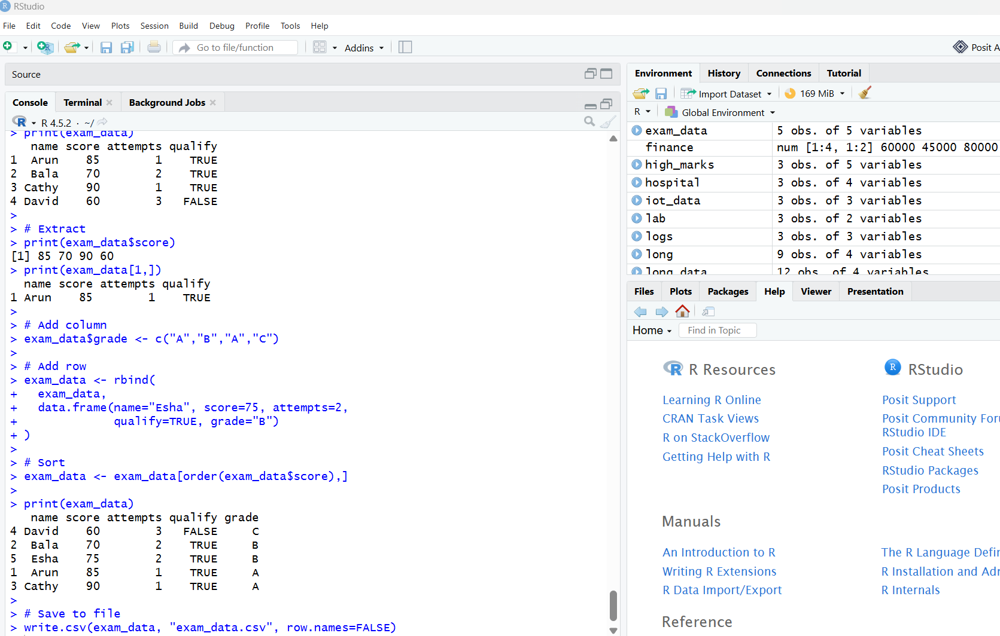 RStudio
File Edit Code View Plots Session Build Debug Profile Tools Help
Go to file/function Addins Posit A
Source
Console Terminal Background Jobs
R 4.5.2 · ~/
> print(exam_data)
   name score attempts qualify
1  Arun    85        1    TRUE
2  Bala    70        2    TRUE
3 Cathy    90        1    TRUE
4 David    60        3   FALSE
>
> # Extract
> print(exam_data$score)
[1] 85 70 90 60
> print(exam_data[1,])
  name score attempts qualify
1 Arun    85        1    TRUE
>
> # Add column
> exam_data$grade <- c("A","B","A","C")
>
> # Add row
> exam_data <- rbind(
+   exam_data,
+   data.frame(name="Esha", score=75, attempts=2,
+              qualify=TRUE, grade="B")
+ )
>
> # Sort
> exam_data <- exam_data[order(exam_data$score),]
>
> print(exam_data)
   name score attempts qualify grade
4 David    60        3   FALSE     C
2  Bala    70        2    TRUE     B
5  Esha    75        2    TRUE     B
1  Arun    85        1    TRUE     A
3 Cathy    90        1    TRUE     A
>
> # Save to file
> write.csv(exam_data, "exam_data.csv", row.names=FALSE)
Environment History Connections Tutorial
Import Dataset 169 MiB
R Global Environment
exam_data 5 obs. of 5 variables
finance num [1:4, 1:2] 60000 45000 80000
high_marks 3 obs. of 5 variables
hospital 3 obs. of 4 variables
iot_data 3 obs. of 3 variables
lab 3 obs. of 2 variables
logs 3 obs. of 3 variables
long 9 obs. of 4 variables
long_data 12 obs. of 4 variables
Files Plots Packages Help Viewer Presentation
Home Find in Topic
R Resources
Learning R Online
CRAN Task Views
R on StackOverflow
Getting Help with R
RStudio
Posit Support
Posit Community Foru
RStudio IDE
Posit Cheat Sheets
RStudio Packages
Posit Products
Manuals
An Introduction to R
Writing R Extensions
R Data Import/Export
The R Language Defin
R Installation and Adn
R Internals
Reference